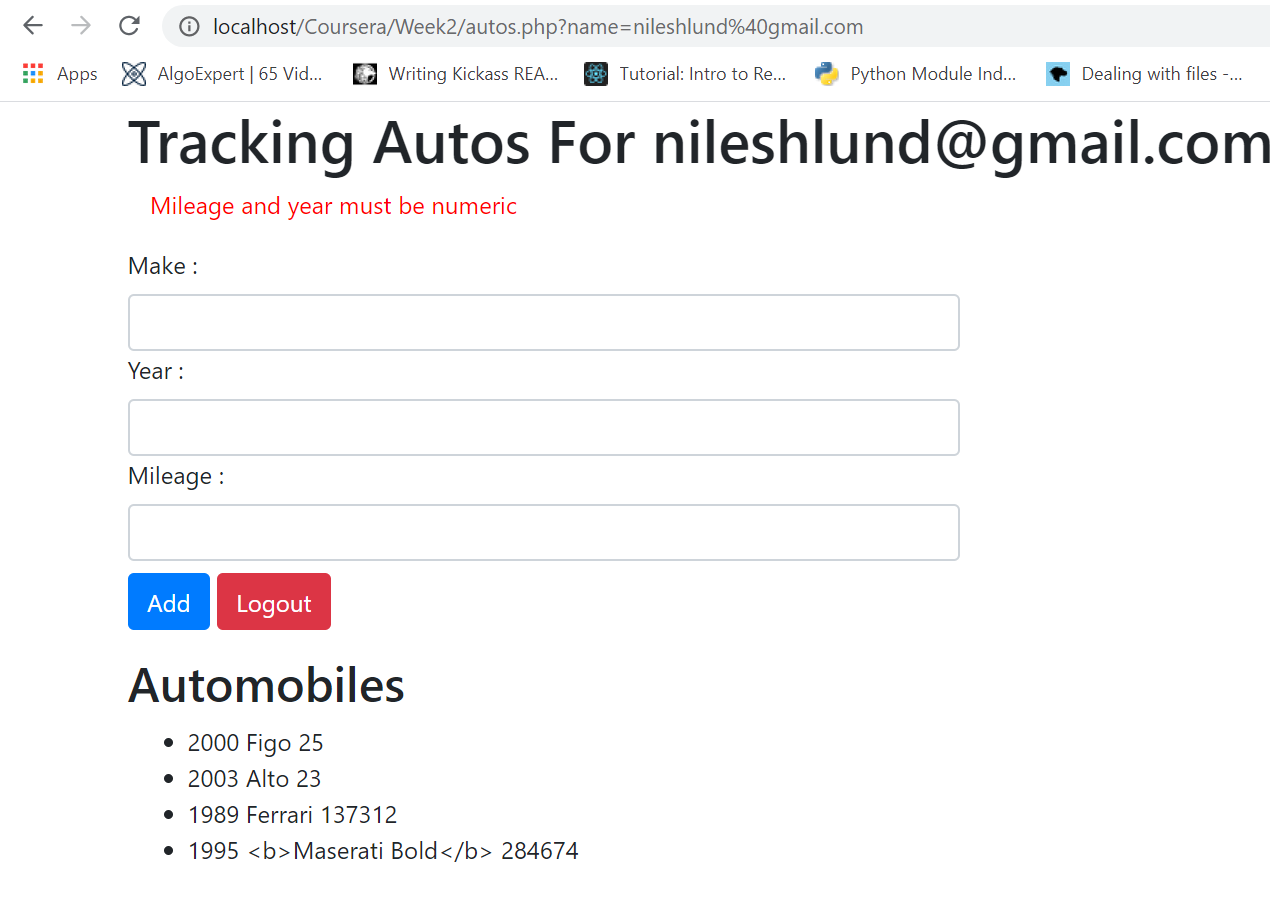 localhost/Coursera/Week2/autos.php?name=nileshlund%40gmail.com
Apps AlgoExpert | 65 Vid... Writing Kickass REA... Tutorial: Intro to Re... Python Module Ind... Dealing with files -...
Tracking Autos For nileshlund@gmail.com
Mileage and year must be numeric
Make :
Year :
Mileage :
Add Logout
Automobiles
• 2000 Figo 25
• 2003 Alto 23
• 1989 Ferrari 137312
• 1995 <b>Maserati Bold</b> 284674